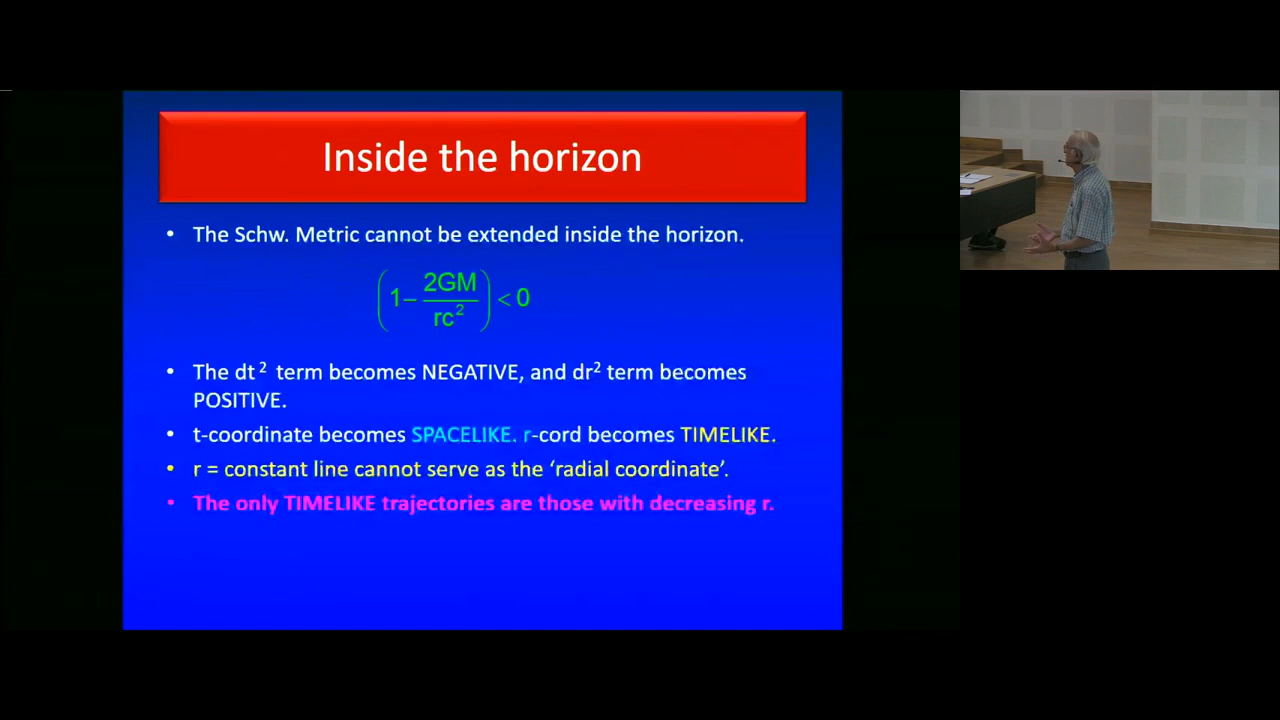 Inside the horizon
• The Schw. Metric cannot be extended inside the horizon.
(1– 2GM/rc²) < 0
• The dt² term becomes NEGATIVE, and dr² term becomes
POSITIVE.
• t-coordinate becomes SPACELIKE. r-cord becomes TIMELIKE.
• r = constant line cannot serve as the ‘radial coordinate’.
• The only TIMELIKE trajectories are those with decreasing r.